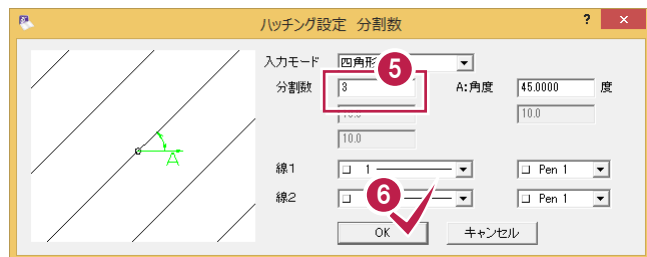 ハッチング設定 分割数
? ×
入力モード 四角形
5
分割数 3 A:角度 45.0000 度
10.0
10.0
A
線1 1 Pen 1
線2 6 Pen 1
OK キャンセル